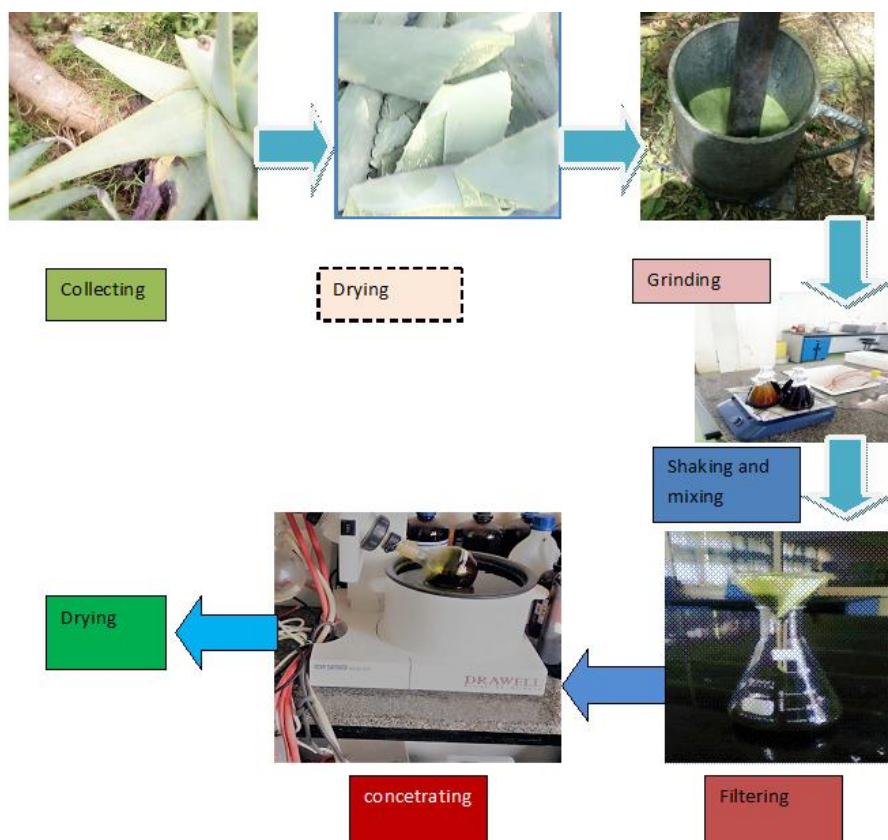 Collecting
Drying
Grinding
Shaking and
mixing
Drying
DRAWELL
concetrating
Filtering